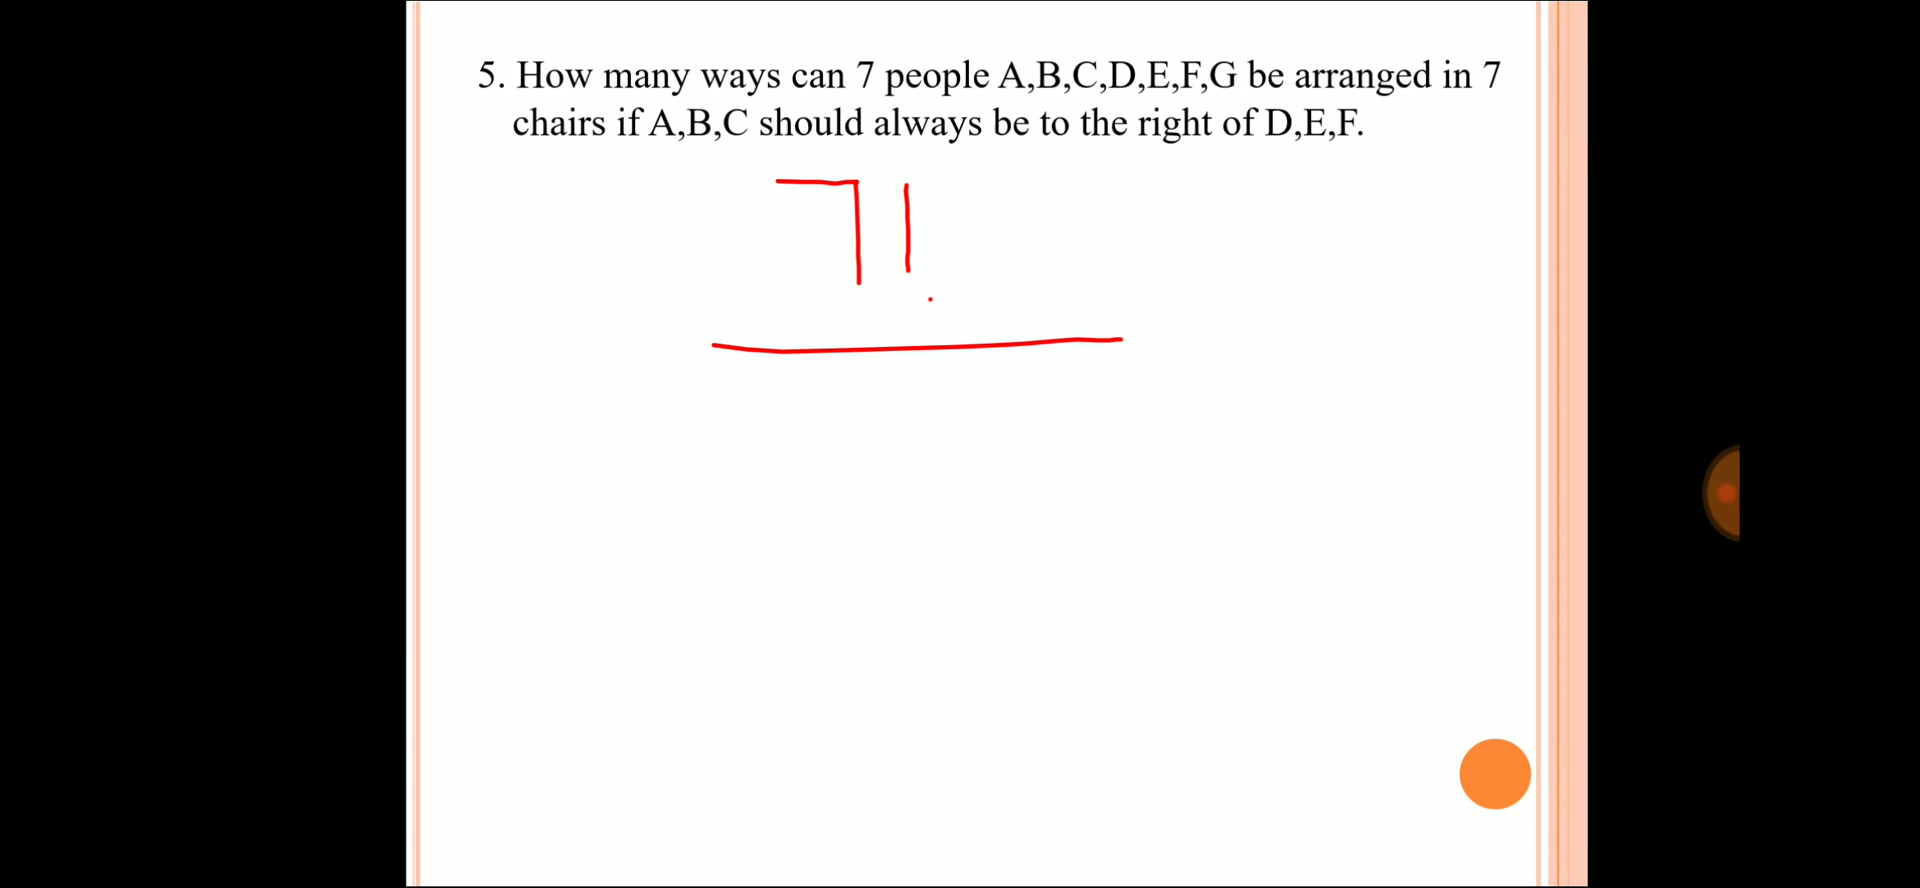 5. How many ways can 7 people A,B,C,D,E,F,G be arranged in 7
chairs if A,B,C should always be to the right of D,E,F.
7!